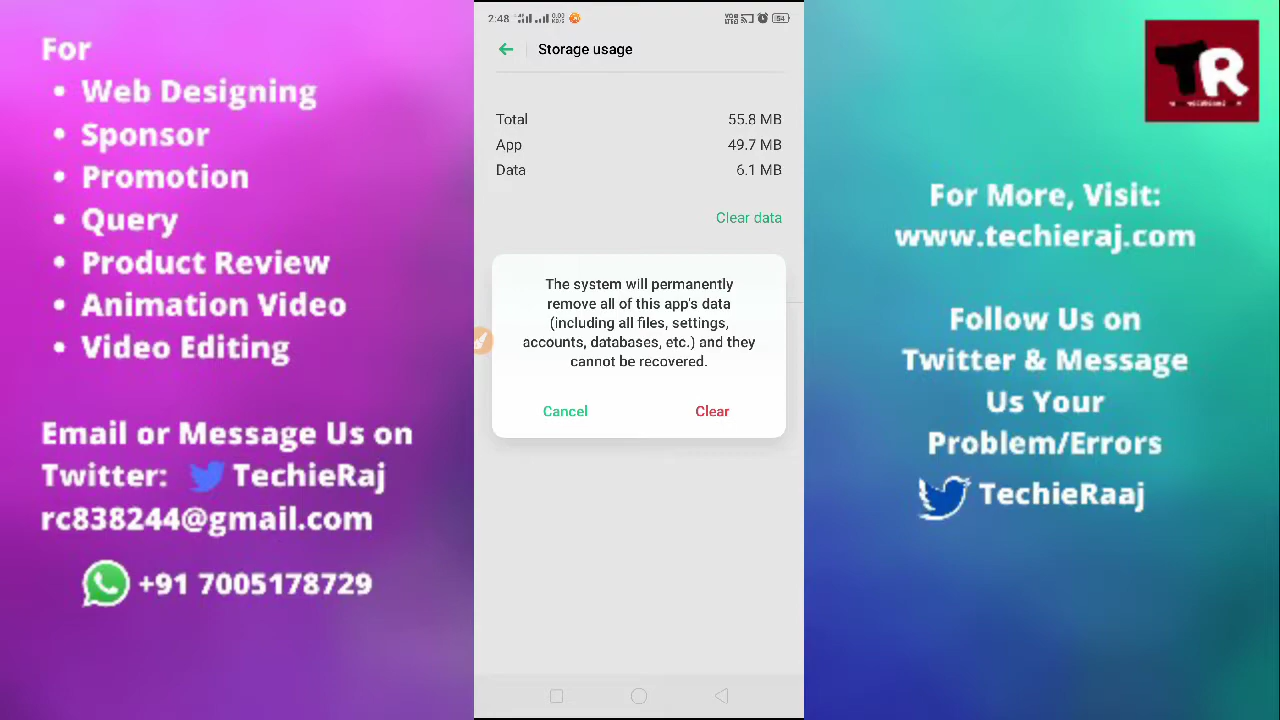 For
• Web Designing
• Sponsor
• Promotion
• Query
• Product Review
• Animation Video
• Video Editing
Email or Message Us on
Twitter: TechieRaj
rc838244@gmail.com
+91 7005178729
2:48
54
Storage usage
Total 55.8 MB
App 49.7 MB
Data 6.1 MB
Clear data
The system will permanently
remove all of this app's data
(including all files, settings,
accounts, databases, etc.) and they
cannot be recovered.
Cancel Clear
TR
For More, Visit:
www.techieraj.com
Follow Us on
Twitter & Message
Us Your
Problem/Errors
TechieRaaj